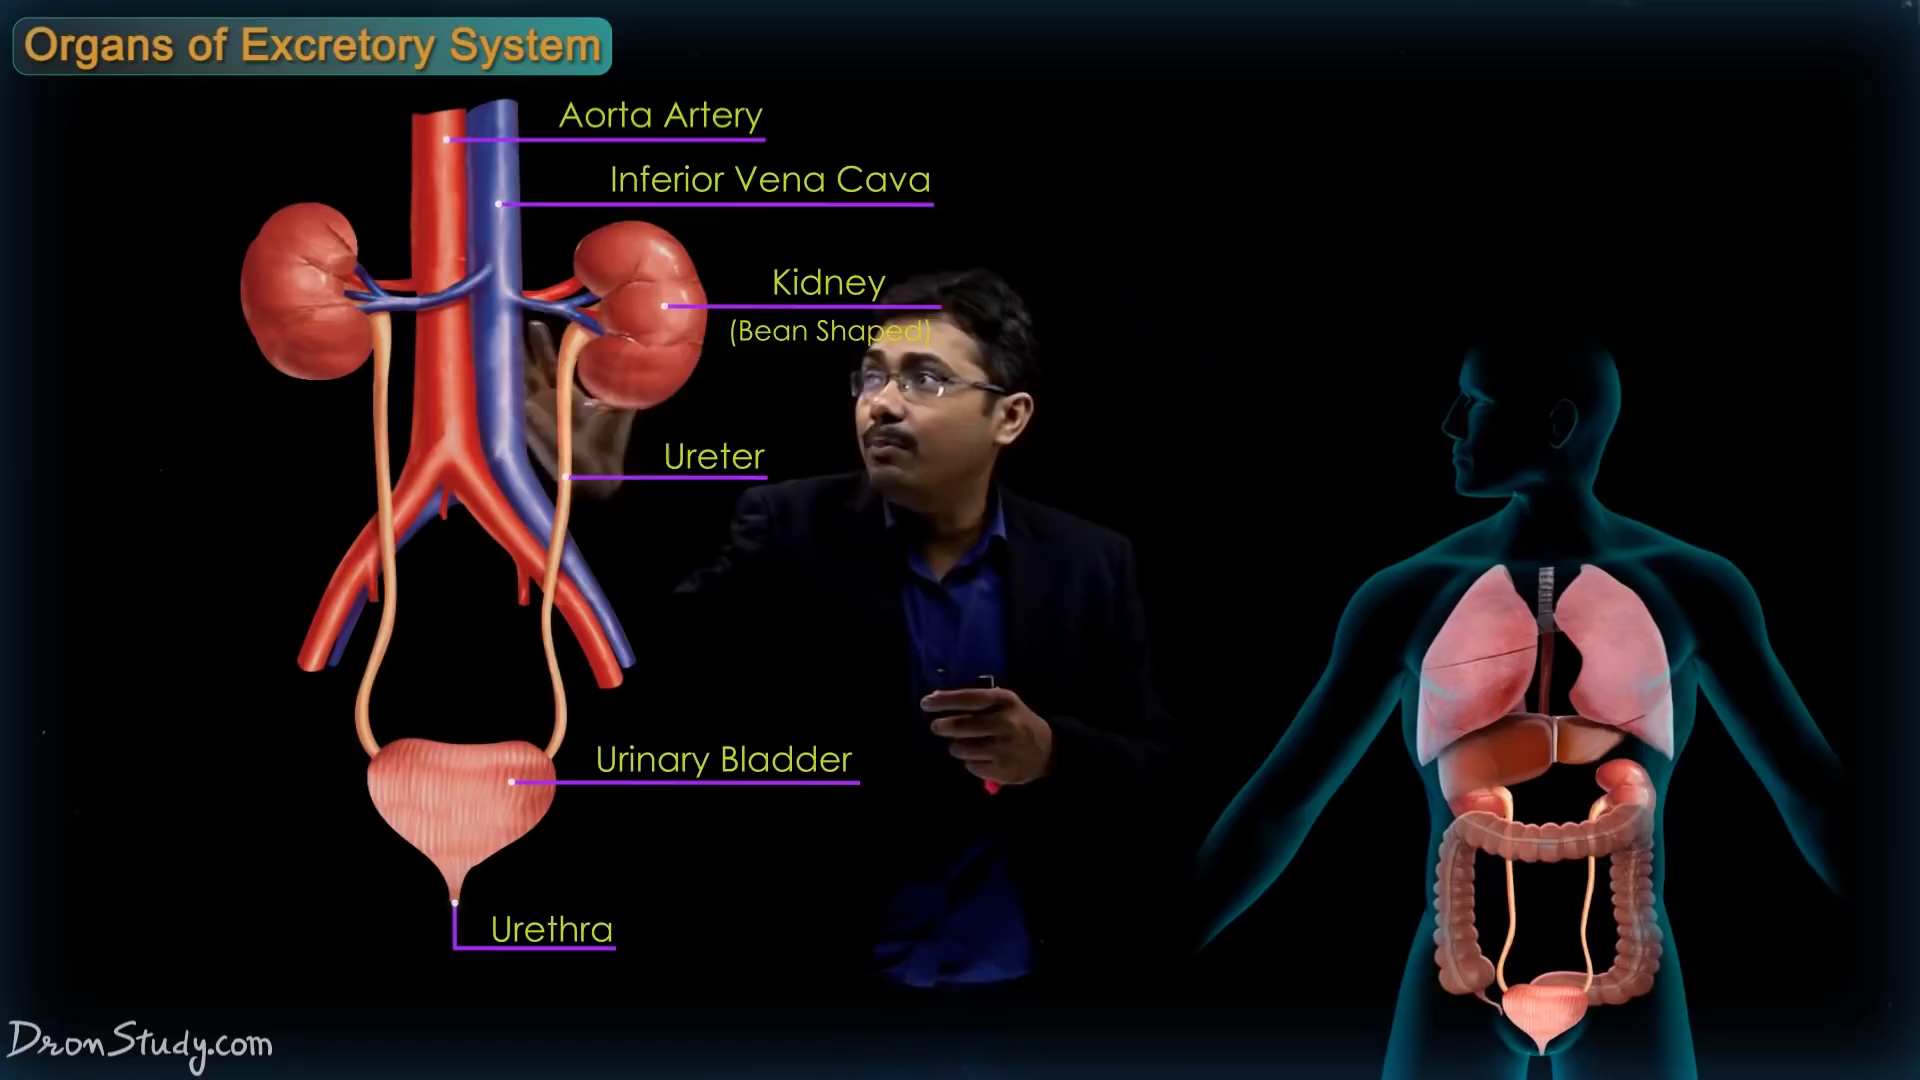 Organs of Excretory System
Aorta Artery
Inferior Vena Cava
Kidney
(Bean Shaped)
Ureter
Urinary Bladder
Urethra
DronStudy.com